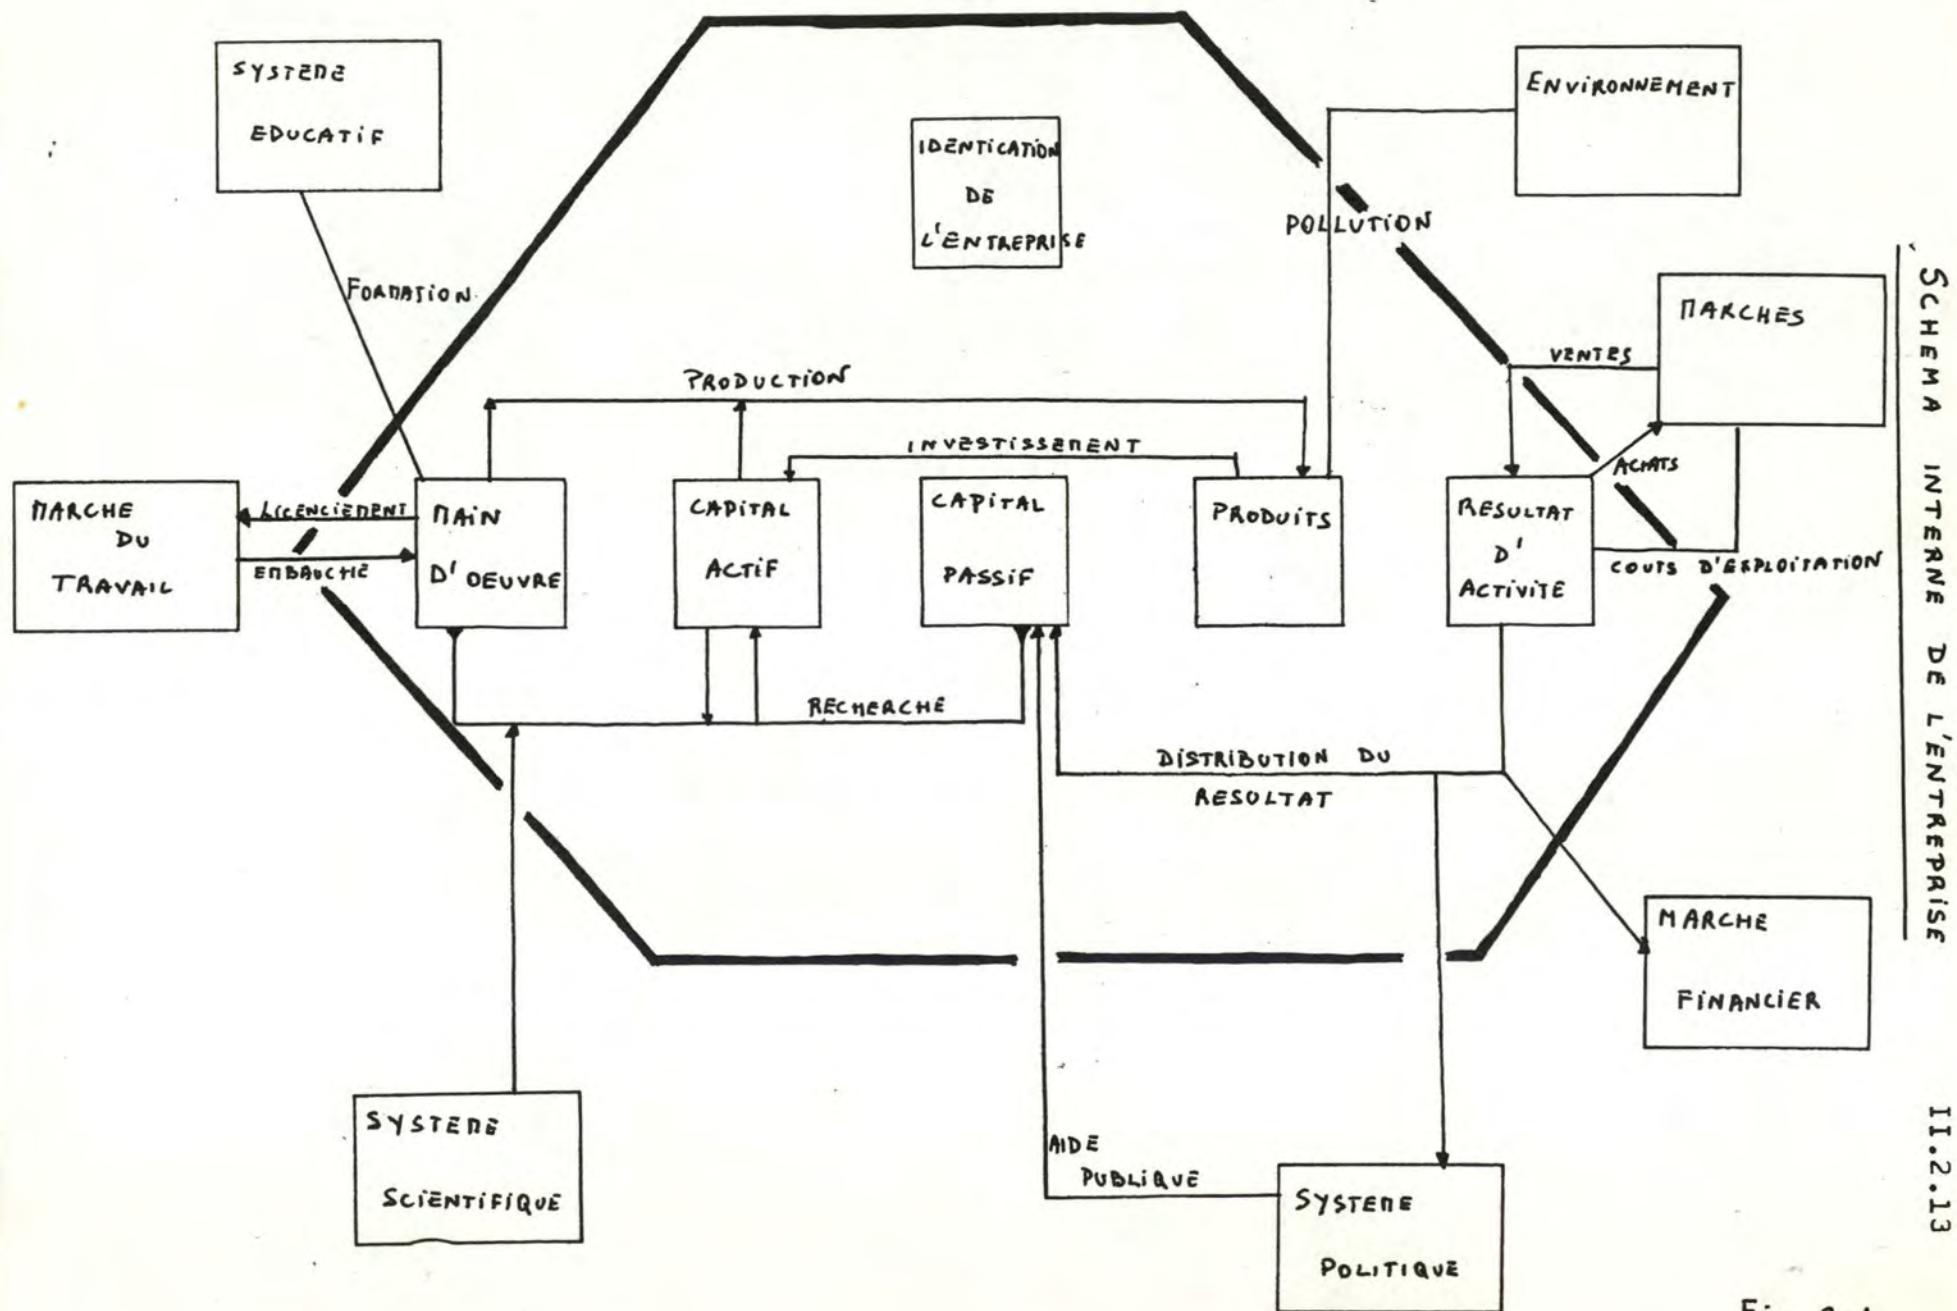 SYSTEME
EDUCATIF
ENVIRONNEMENT
IDENTICATION
DE
L'ENTREPRISE
POLLUTION
FORMATION
MARCHES
VENTES
PRODUCTION
INVESTISSEMENT
ACHATS
MARCHE
DU
TRAVAIL
LICENCIEMENT
EMBAUCHE
MAIN
D'OEUVRE
CAPITAL
ACTIF
CAPITAL
PASSIF
PRODUITS
RESULTAT
D'
ACTIVITE
COUTS D'EXPLOITATION
RECHERCHE
DISTRIBUTION DU
RESULTAT
MARCHE
FINANCIER
SYSTEME
SCIENTIFIQUE
AIDE
PUBLIQUE
SYSTEME
POLITIQUE
SCHEMA INTERNE DE L'ENTREPRISE
II.2.13